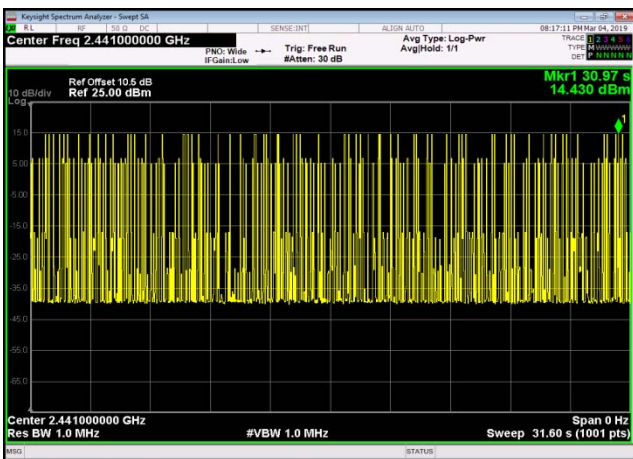 Keysight Spectrum Analyzer - Swept SA
RL RF 50 Ω DC SENSE:INT ALIGN AUTO 08:17:11 PM Mar 04, 2019
Center Freq 2.441000000 GHz
PNO: Wide Trig: Free Run Avg Type: Log-Pwr TRACE 1 2 3 4 5 6
IFGain:Low #Atten: 30 dB Avg|Hold: 1/1 TYPE M WWWWW
DET P NNNNN
Ref Offset 10.5 dB Mkr1 30.97 s
10 dB/div Ref 25.00 dBm 14.430 dBm
Log
1
15.0
5.00
-5.00
-15.0
-25.0
-35.0
-45.0
-55.0
-65.0
Center 2.441000000 GHz Span 0 Hz
Res BW 1.0 MHz #VBW 1.0 MHz Sweep 31.60 s (1001 pts)
MSG STATUS